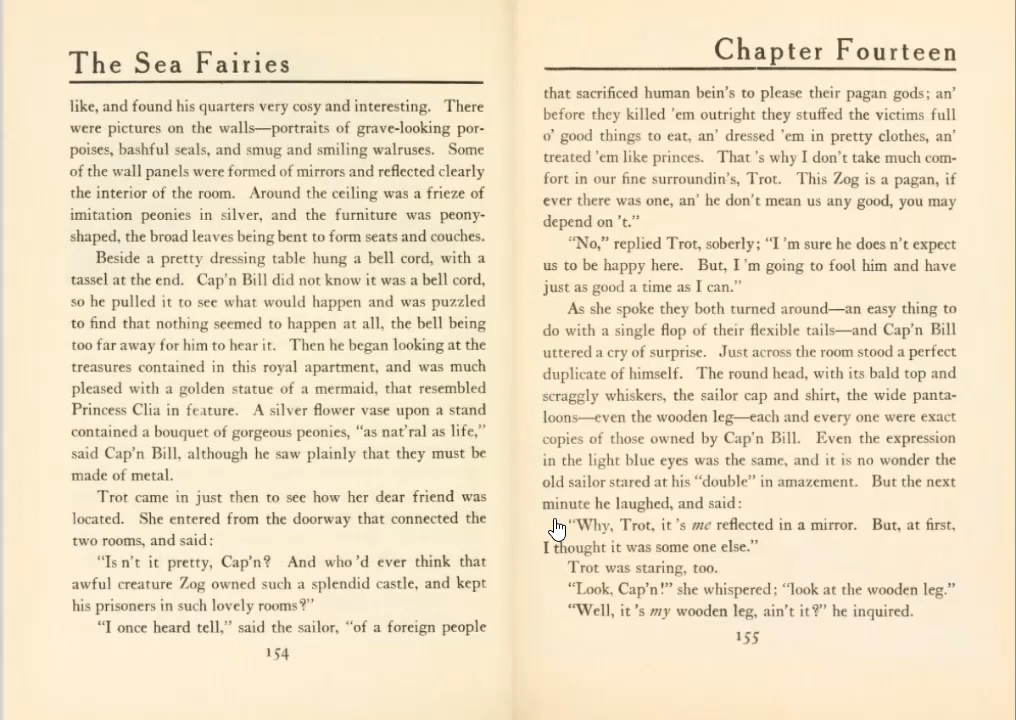 The Sea Fairies
like, and found his quarters very cosy and interesting. There
were pictures on the walls—portraits of grave-looking por-
poises, bashful seals, and smug and smiling walruses. Some
of the wall panels were formed of mirrors and reflected clearly
the interior of the room. Around the ceiling was a frieze of
imitation peonies in silver, and the furniture was peony-
shaped, the broad leaves being bent to form seats and couches.
Beside a pretty dressing table hung a bell cord, with a
tassel at the end. Cap'n Bill did not know it was a bell cord,
so he pulled it to see what would happen and was puzzled
to find that nothing seemed to happen at all, the bell being
too far away for him to hear it. Then he began looking at the
treasures contained in this royal apartment, and was much
pleased with a golden statue of a mermaid, that resembled
Princess Clia in feature. A silver flower vase upon a stand
contained a bouquet of gorgeous peonies, "as nat'ral as life,"
said Cap'n Bill, although he saw plainly that they must be
made of metal.
Trot came in just then to see how her dear friend was
located. She entered from the doorway that connected the
two rooms, and said:
"Is n't it pretty, Cap'n? And who 'd ever think that
awful creature Zog owned such a splendid castle, and kept
his prisoners in such lovely rooms?"
"I once heard tell," said the sailor, "of a foreign people
154
Chapter Fourteen
that sacrificed human bein's to please their pagan gods; an'
before they killed 'em outright they stuffed the victims full
o' good things to eat, an' dressed 'em in pretty clothes, an'
treated 'em like princes. That 's why I don't take much com-
fort in our fine surroundin's, Trot. This Zog is a pagan, if
ever there was one, an' he don't mean us any good, you may
depend on 't."
"No," replied Trot, soberly; "I 'm sure he does n't expect
us to be happy here. But, I 'm going to fool him and have
just as good a time as I can."
As she spoke they both turned around—an easy thing to
do with a single flop of their flexible tails—and Cap'n Bill
uttered a cry of surprise. Just across the room stood a perfect
duplicate of himself. The round head, with its bald top and
scraggly whiskers, the sailor cap and shirt, the wide panta-
loons—even the wooden leg—each and every one were exact
copies of those owned by Cap'n Bill. Even the expression
in the light blue eyes was the same, and it is no wonder the
old sailor stared at his "double" in amazement. But the next
minute he laughed, and said:
"Why, Trot, it 's me reflected in a mirror. But, at first,
I thought it was some one else."
Trot was staring, too.
"Look, Cap'n!" she whispered; "look at the wooden leg."
"Well, it 's my wooden leg, ain't it?" he inquired.
155